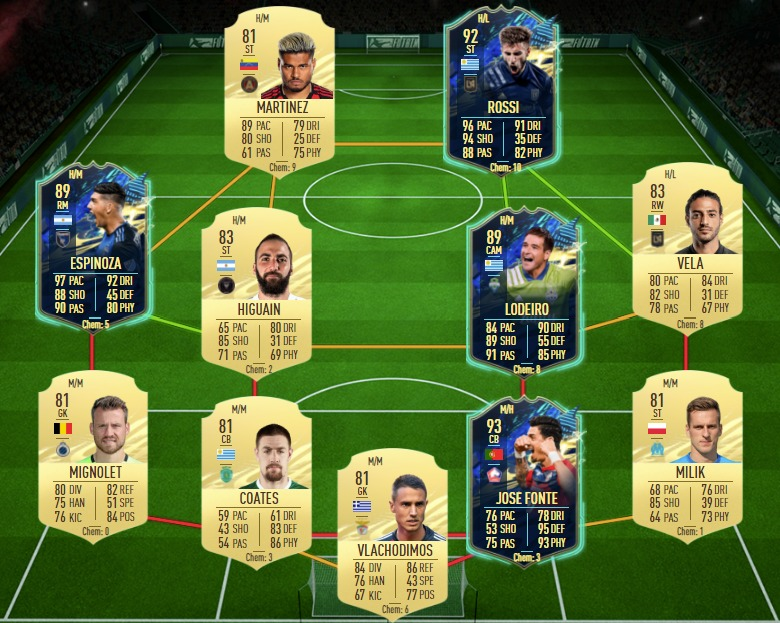 H/M
81
ST
MARTINEZ
89 PAC 79 DRI
80 SHO 25 DEF
61 PAS 75 PHY
Chem: 9
H/L
92
ST
ROSSI
96 PAC 91 DRI
94 SHO 35 DEF
88 PAS 82 PHY
Chem: 10
H/M
89
RM
ESPINOZA
97 PAC 92 DRI
88 SHO 45 DEF
90 PAS 80 PHY
Chem: 5
H/M
83
ST
HIGUAIN
65 PAC 80 DRI
85 SHO 31 DEF
71 PAS 69 PHY
Chem: 2
H/M
89
CAM
LODEIRO
84 PAC 90 DRI
89 SHO 55 DEF
91 PAS 85 PHY
Chem: 8
H/L
83
RW
VELA
80 PAC 84 DRI
82 SHO 31 DEF
78 PAS 67 PHY
Chem: 8
M/M
81
GK
MIGNOLET
80 DIV 82 REF
75 HAN 51 SPE
76 KIC 84 POS
Chem: 0
M/M
81
CB
COATES
59 PAC 61 DRI
43 SHO 83 DEF
54 PAS 86 PHY
Chem: 3
M/M
81
GK
VLACHODIMOS
84 DIV 86 REF
76 HAN 43 SPE
67 KIC 77 POS
Chem: 6
M/H
93
CB
JOSE FONTE
76 PAC 78 DRI
53 SHO 95 DEF
75 PAS 93 PHY
Chem: 3
M/M
81
ST
MILIK
68 PAC 76 DRI
85 SHO 39 DEF
64 PAS 73 PHY
Chem: 1